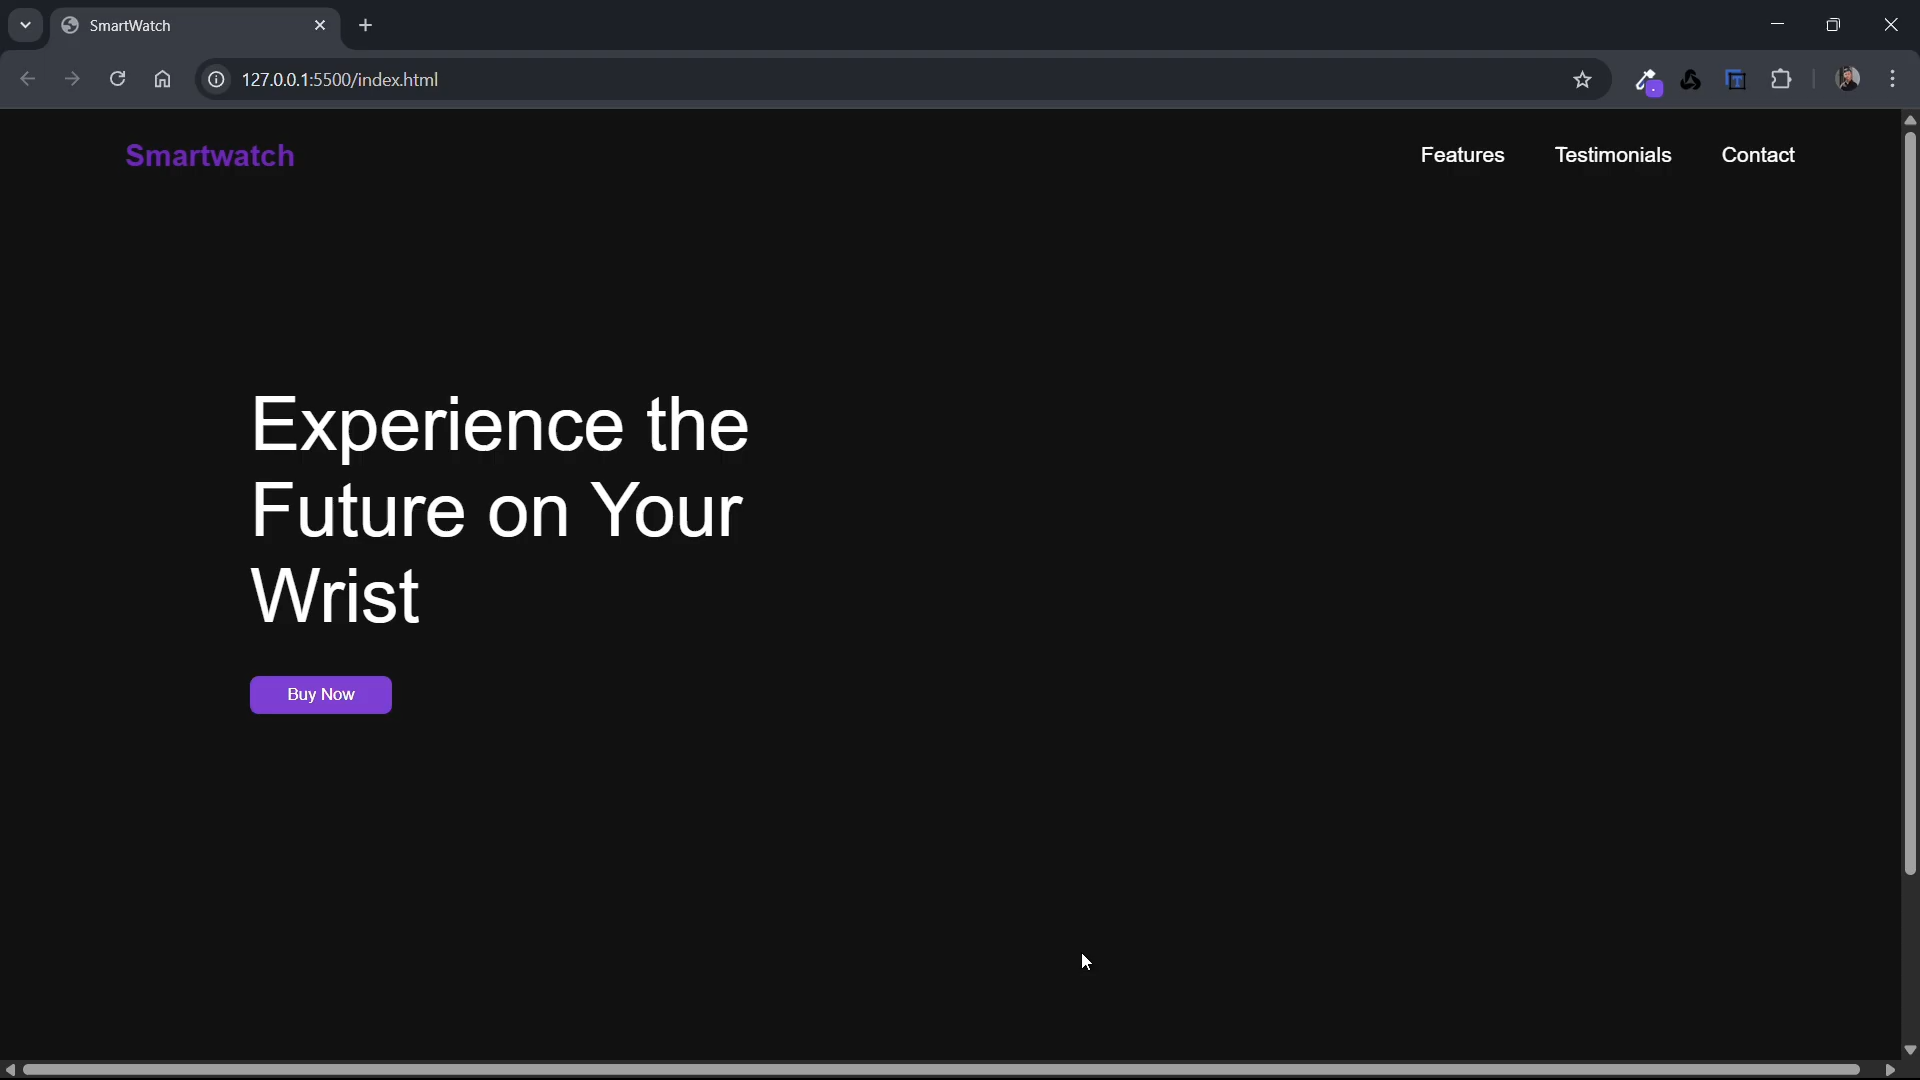 SmartWatch
127.0.0.1:5500/index.html
Smartwatch
Features
Testimonials
Contact
Experience the
Future on Your
Wrist
Buy Now